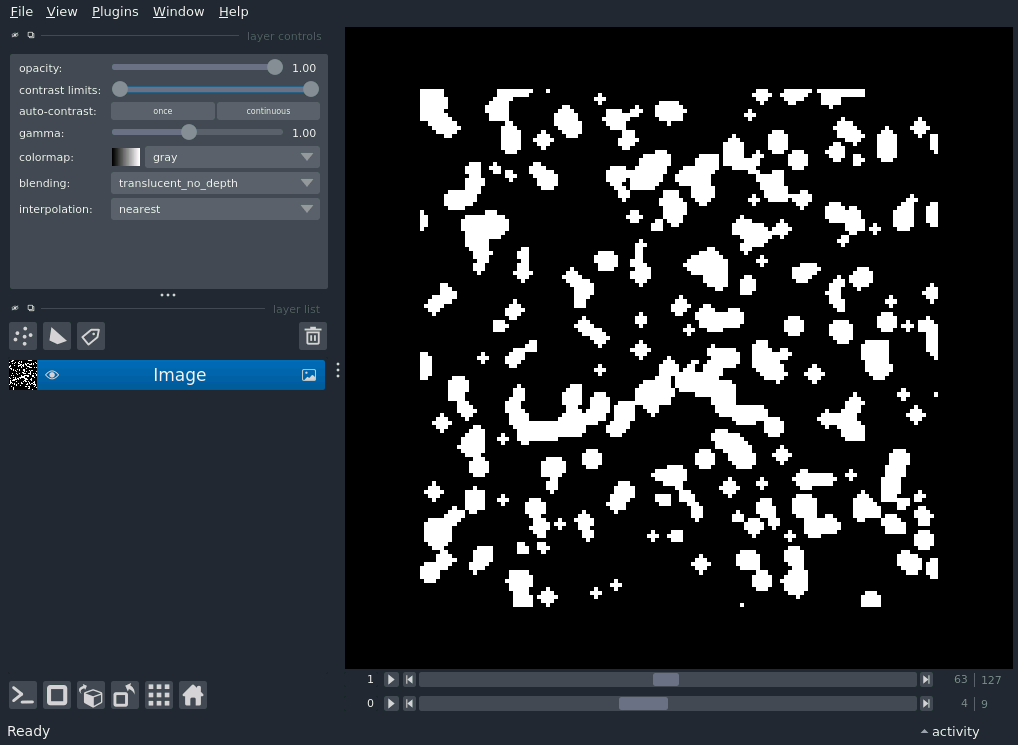 File View Plugins Window Help
layer controls
opacity: 1.00
contrast limits:
auto-contrast: once continuous
gamma: 1.00
colormap: gray
blending: translucent_no_depth
interpolation: nearest
layer list
Image
1 63 127
0 4 9
Ready activity